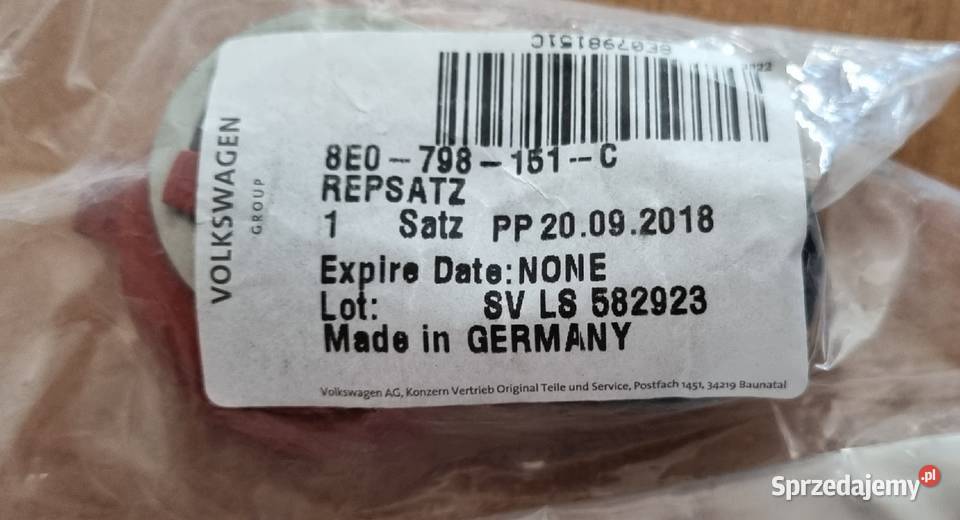 8E0798151C
8E0-798-151-C
REPSATZ
1 Satz PP 20.09.2018
Expire Date:NONE
Lot: SV LS 582923
Made in GERMANY
VOLKSWAGEN
GROUP
Volkswagen AG, Konzern Vertrieb Original Teile und Service, Postfach 1451, 34219 Baunatal
Sprzedajemy.pl